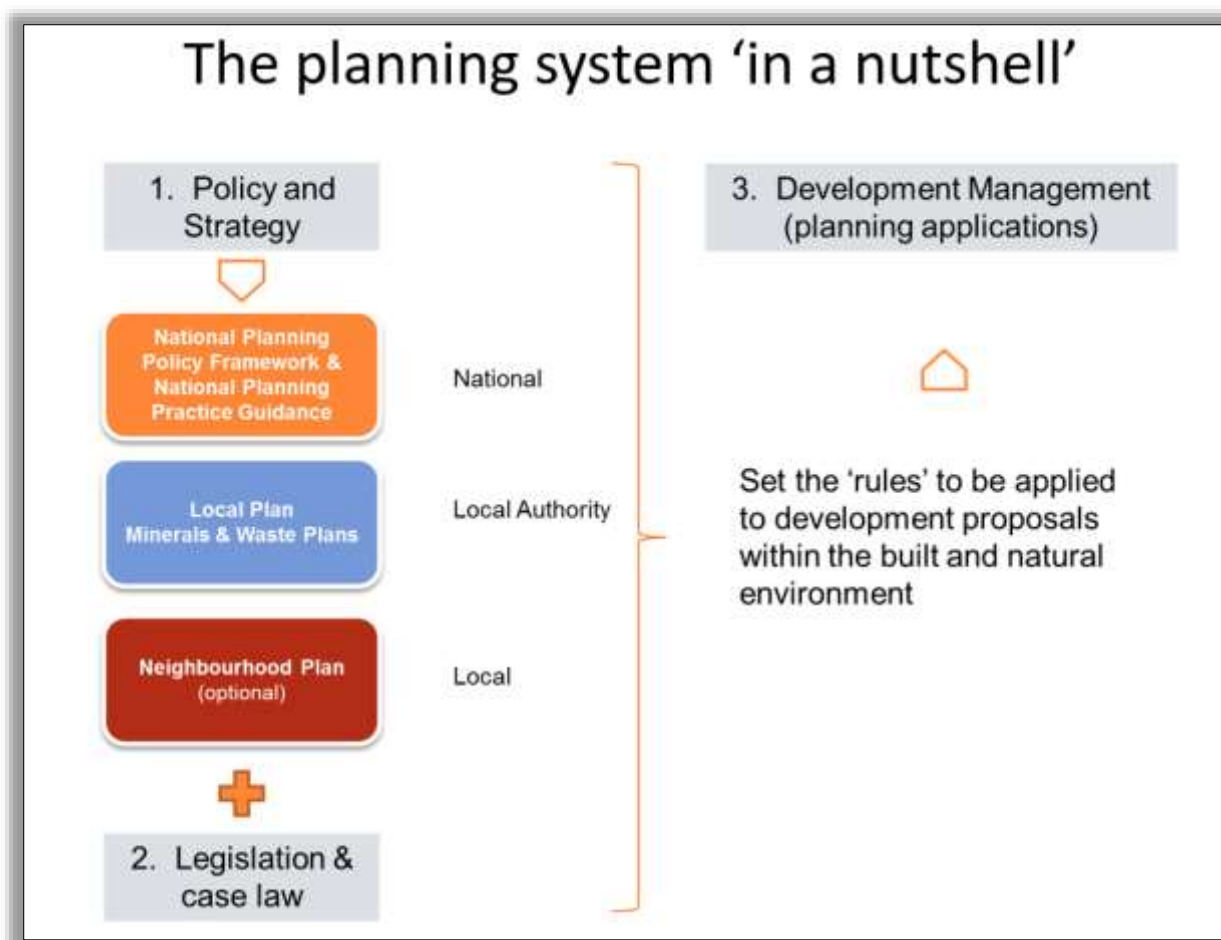 The planning system ‘in a nutshell’
1. Policy and
Strategy
National Planning
Policy Framework &
National Planning
Practice Guidance
National
Local Plan
Minerals & Waste Plans
Local Authority
Neighbourhood Plan
(optional)
Local
2. Legislation &
case law
3. Development Management
(planning applications)
Set the ‘rules’ to be applied
to development proposals
within the built and natural
environment